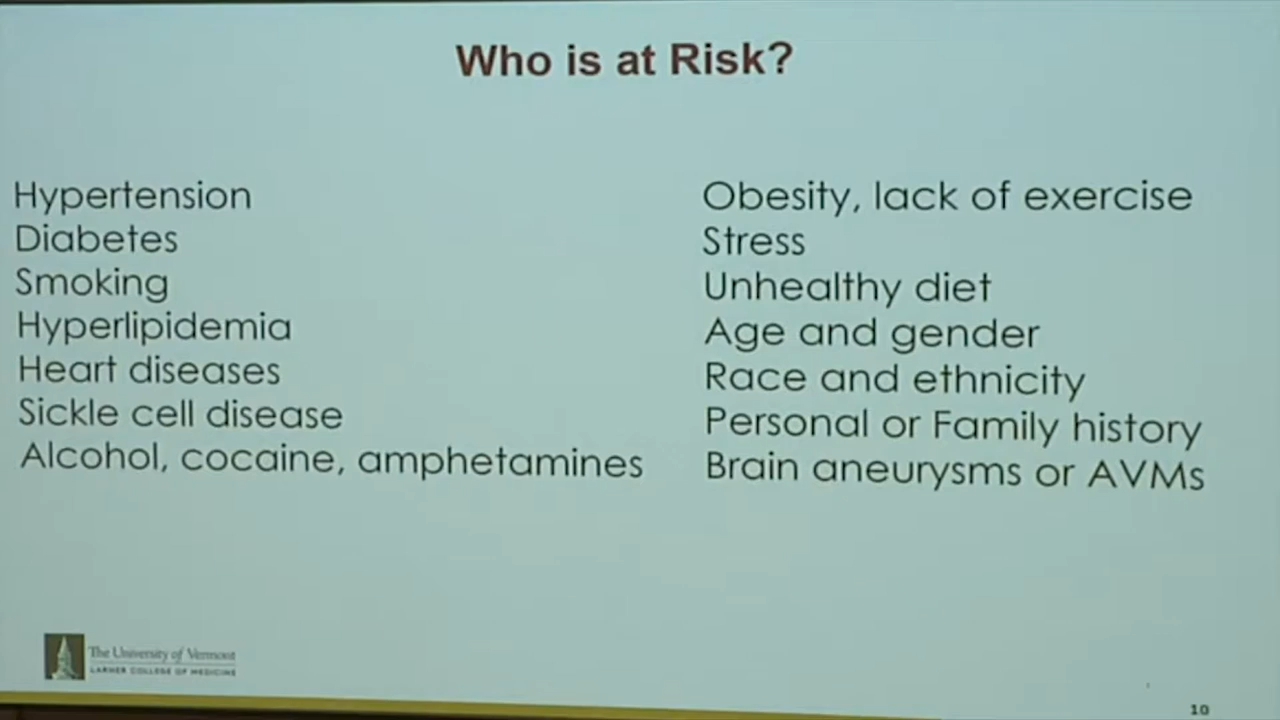 Who is at Risk?
Hypertension
Diabetes
Smoking
Hyperlipidemia
Heart diseases
Sickle cell disease
Alcohol, cocaine, amphetamines
Obesity, lack of exercise
Stress
Unhealthy diet
Age and gender
Race and ethnicity
Personal or Family history
Brain aneurysms or AVMs
The University of Vermont
LARNER COLLEGE OF MEDICINE
10